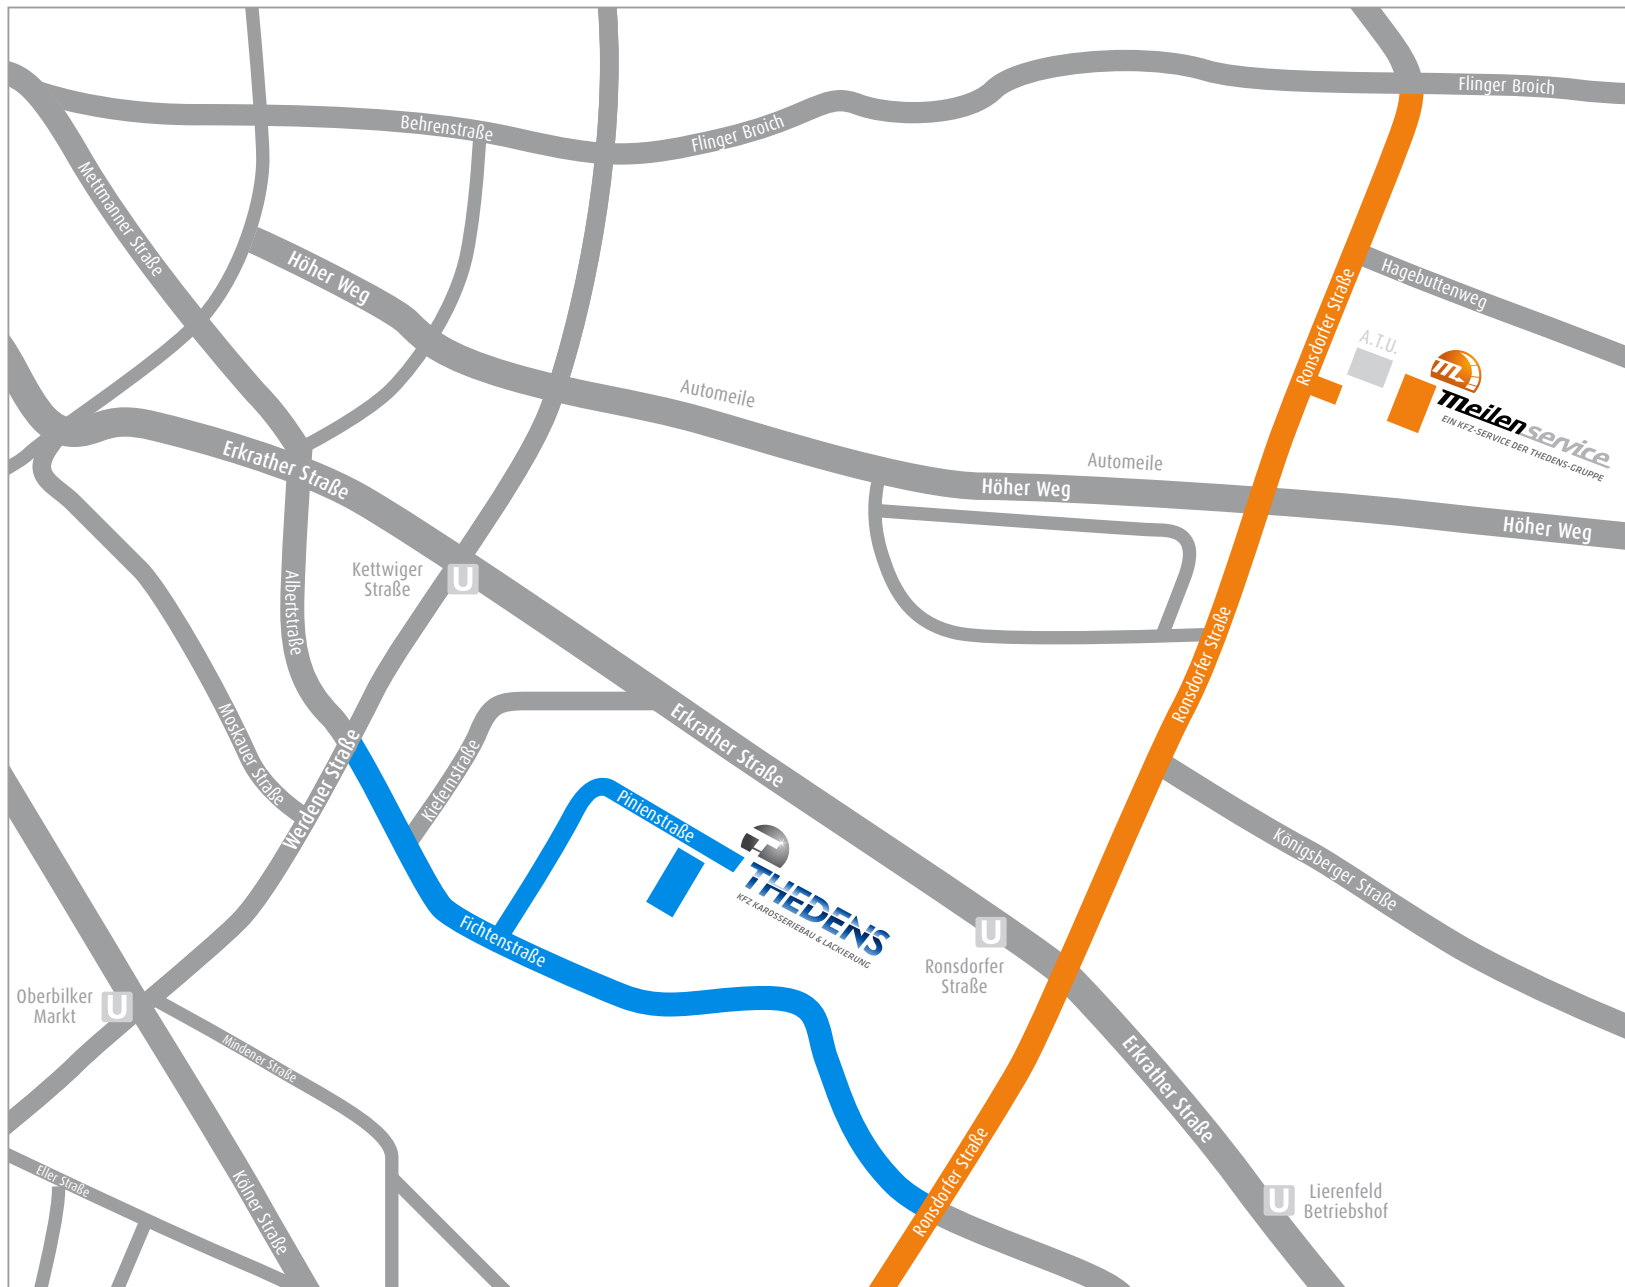 Flinger Broich
Behrenstraße
Flinger Broich
Mettmanner Straße
Höher Weg
Hagebuttenweg
Ronsdorfer Straße
A.T.U.
m.
Meilenservice
EIN KFZ-SERVICE DER THEDENS-GRUPPE
Automeile
Erkrather Straße
Automeile
Höher Weg
Höher Weg
Kettwiger
Straße
U
Albertstraße
Ronsdorfer Straße
Moskauer Straße
Werdener Straße
Kiefernstraße
Erkrather Straße
Pinienstraße
T
THEDENS
KFZ KAROSSERIEBAU & LACKIERUNG
Königsberger Straße
Fichtenstraße
U
Ronsdorfer
Straße
Oberbilker
Markt
U
Mindener Straße
Erkrather Straße
Eller Straße
Kölner Straße
Ronsdorfer Straße
U
Lierenfeld
Betriebshof